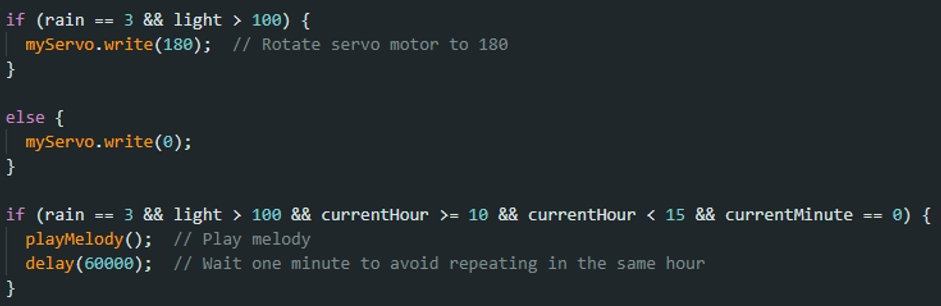 if (rain == 3 && light > 100) {
myServo.write(180);  // Rotate servo motor to 180
}
else {
myServo.write(0);
}
if (rain == 3 && light > 100 && currentHour >= 10 && currentHour < 15 && currentMinute == 0) {
playMelody();  // Play melody
delay(60000);  // Wait one minute to avoid repeating in the same hour
}